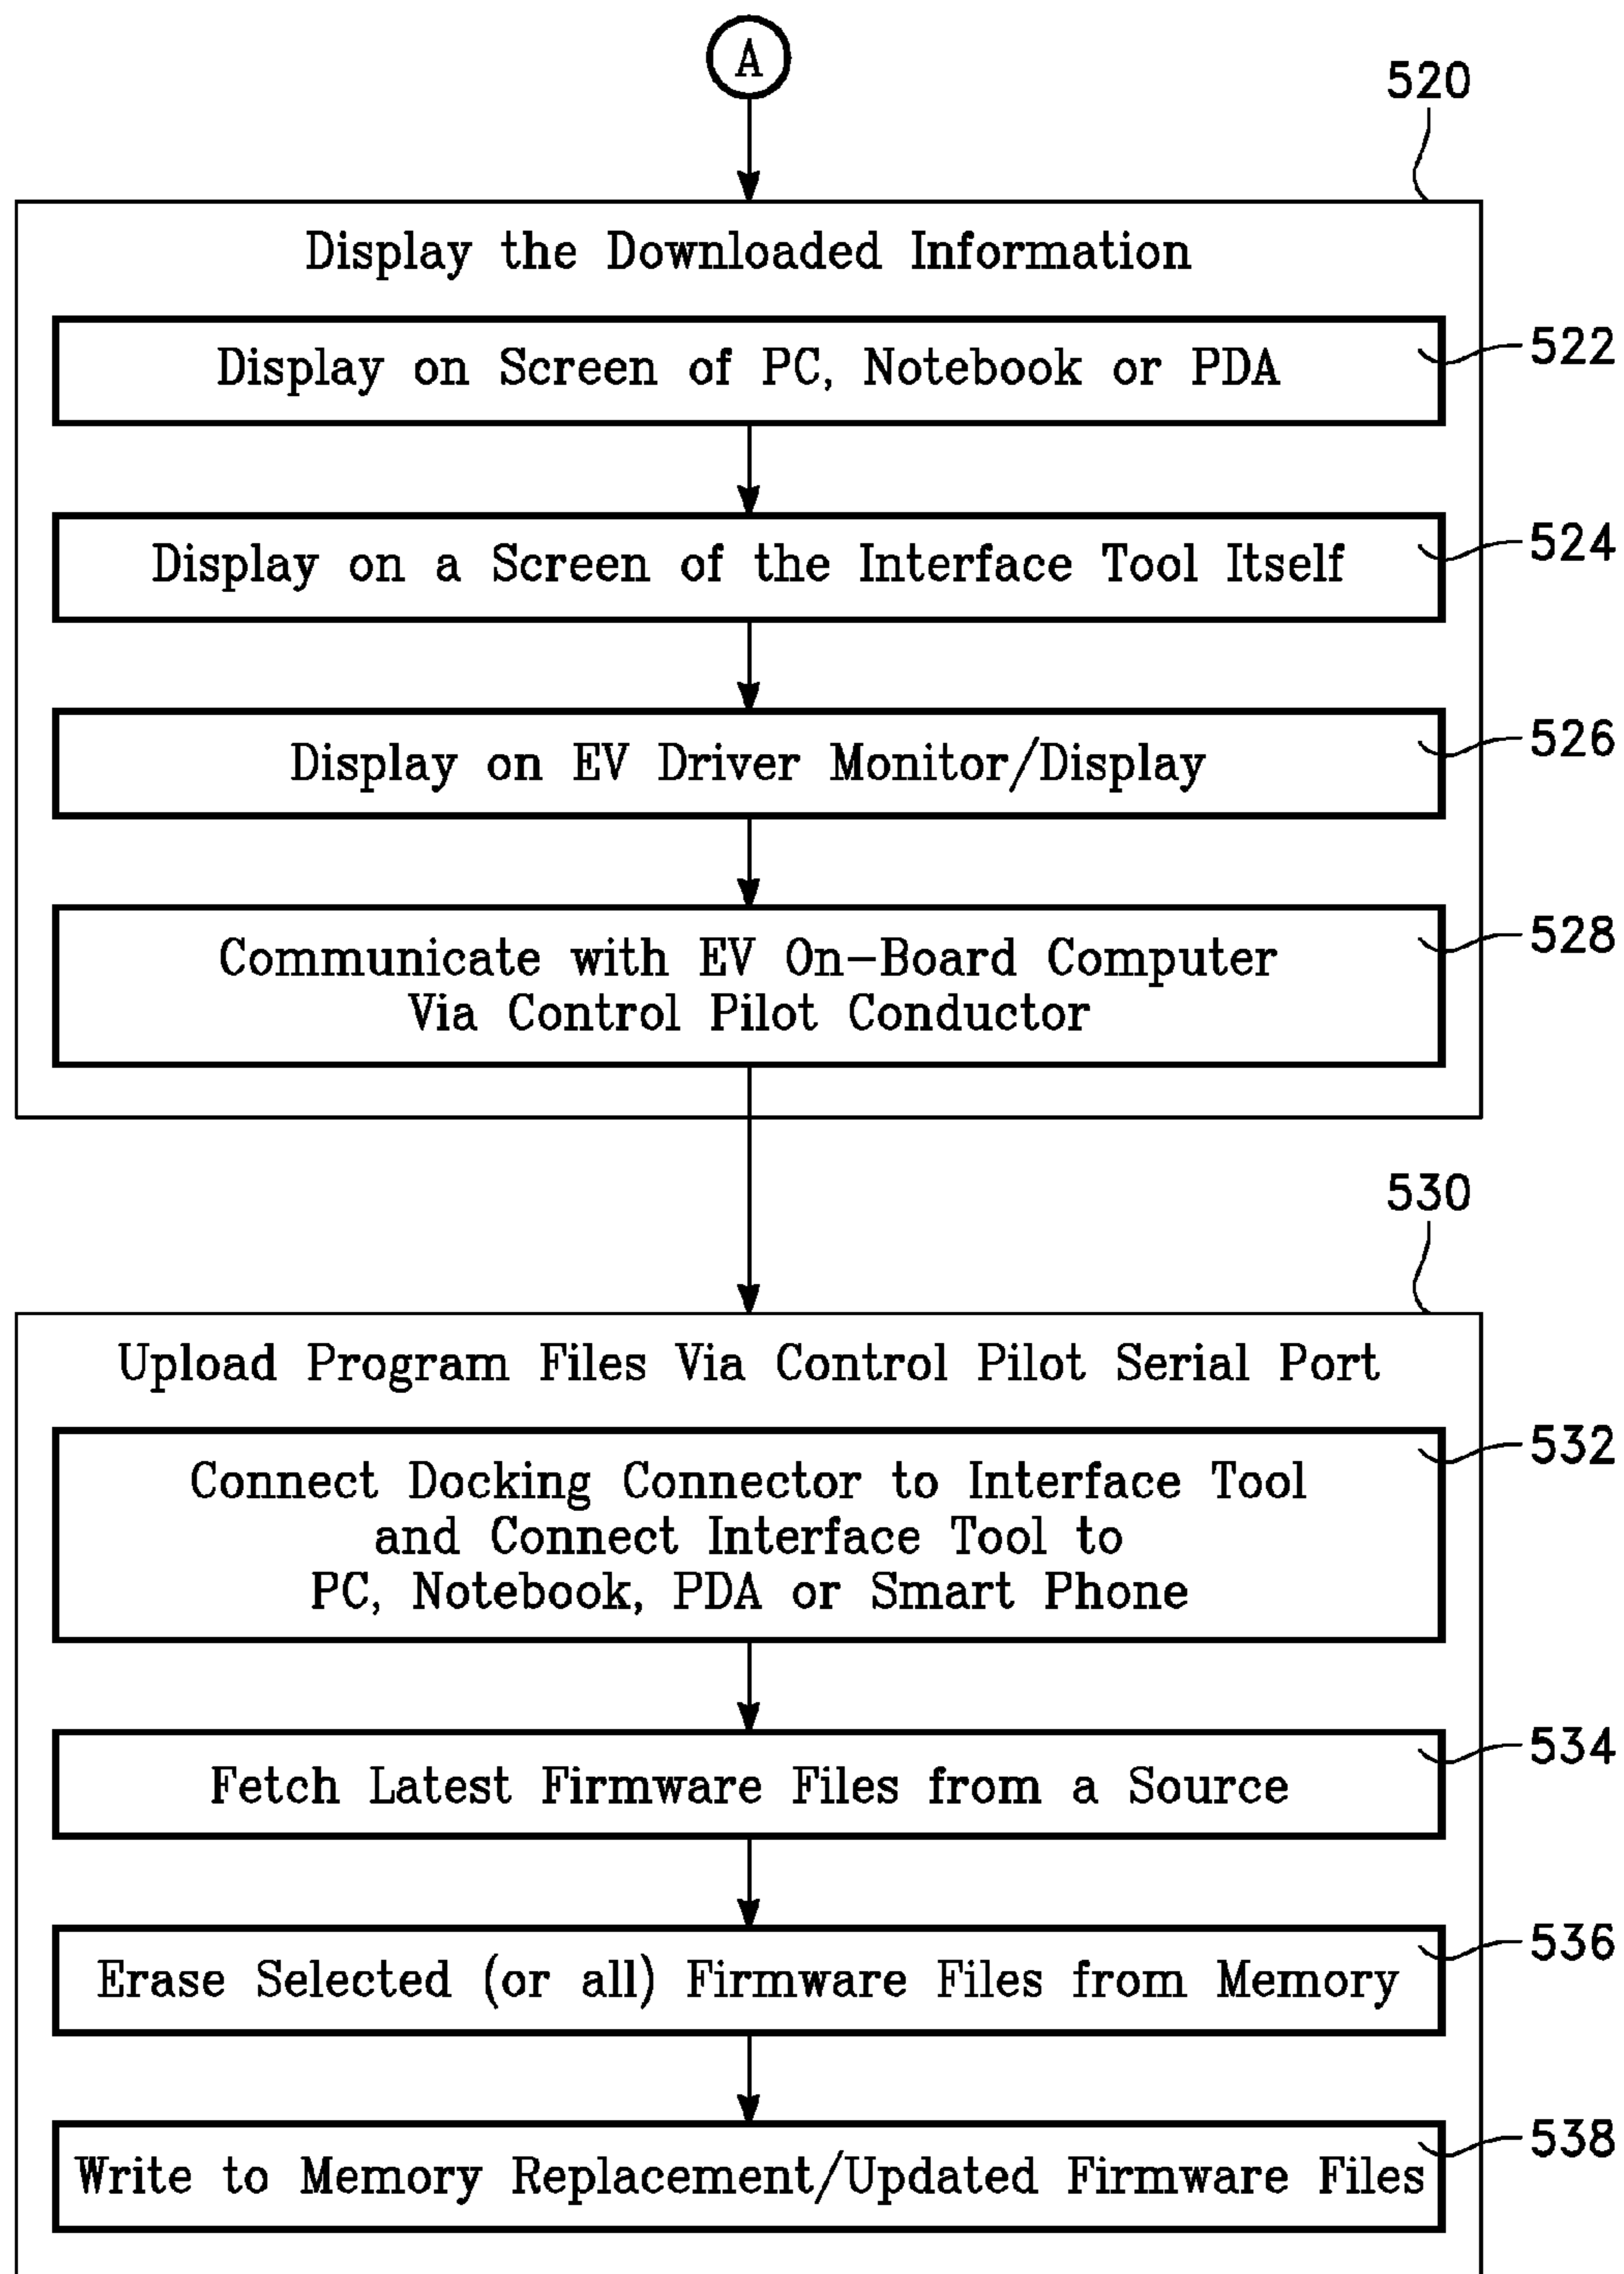 A
520
Display the Downloaded Information
Display on Screen of PC, Notebook or PDA
522
Display on a Screen of the Interface Tool Itself
524
Display on EV Driver Monitor/Display
526
Communicate with EV On-Board Computer
Via Control Pilot Conductor
528
530
Upload Program Files Via Control Pilot Serial Port
Connect Docking Connector to Interface Tool
and Connect Interface Tool to
PC, Notebook, PDA or Smart Phone
532
Fetch Latest Firmware Files from a Source
534
Erase Selected (or all) Firmware Files from Memory
536
Write to Memory Replacement/Updated Firmware Files
538